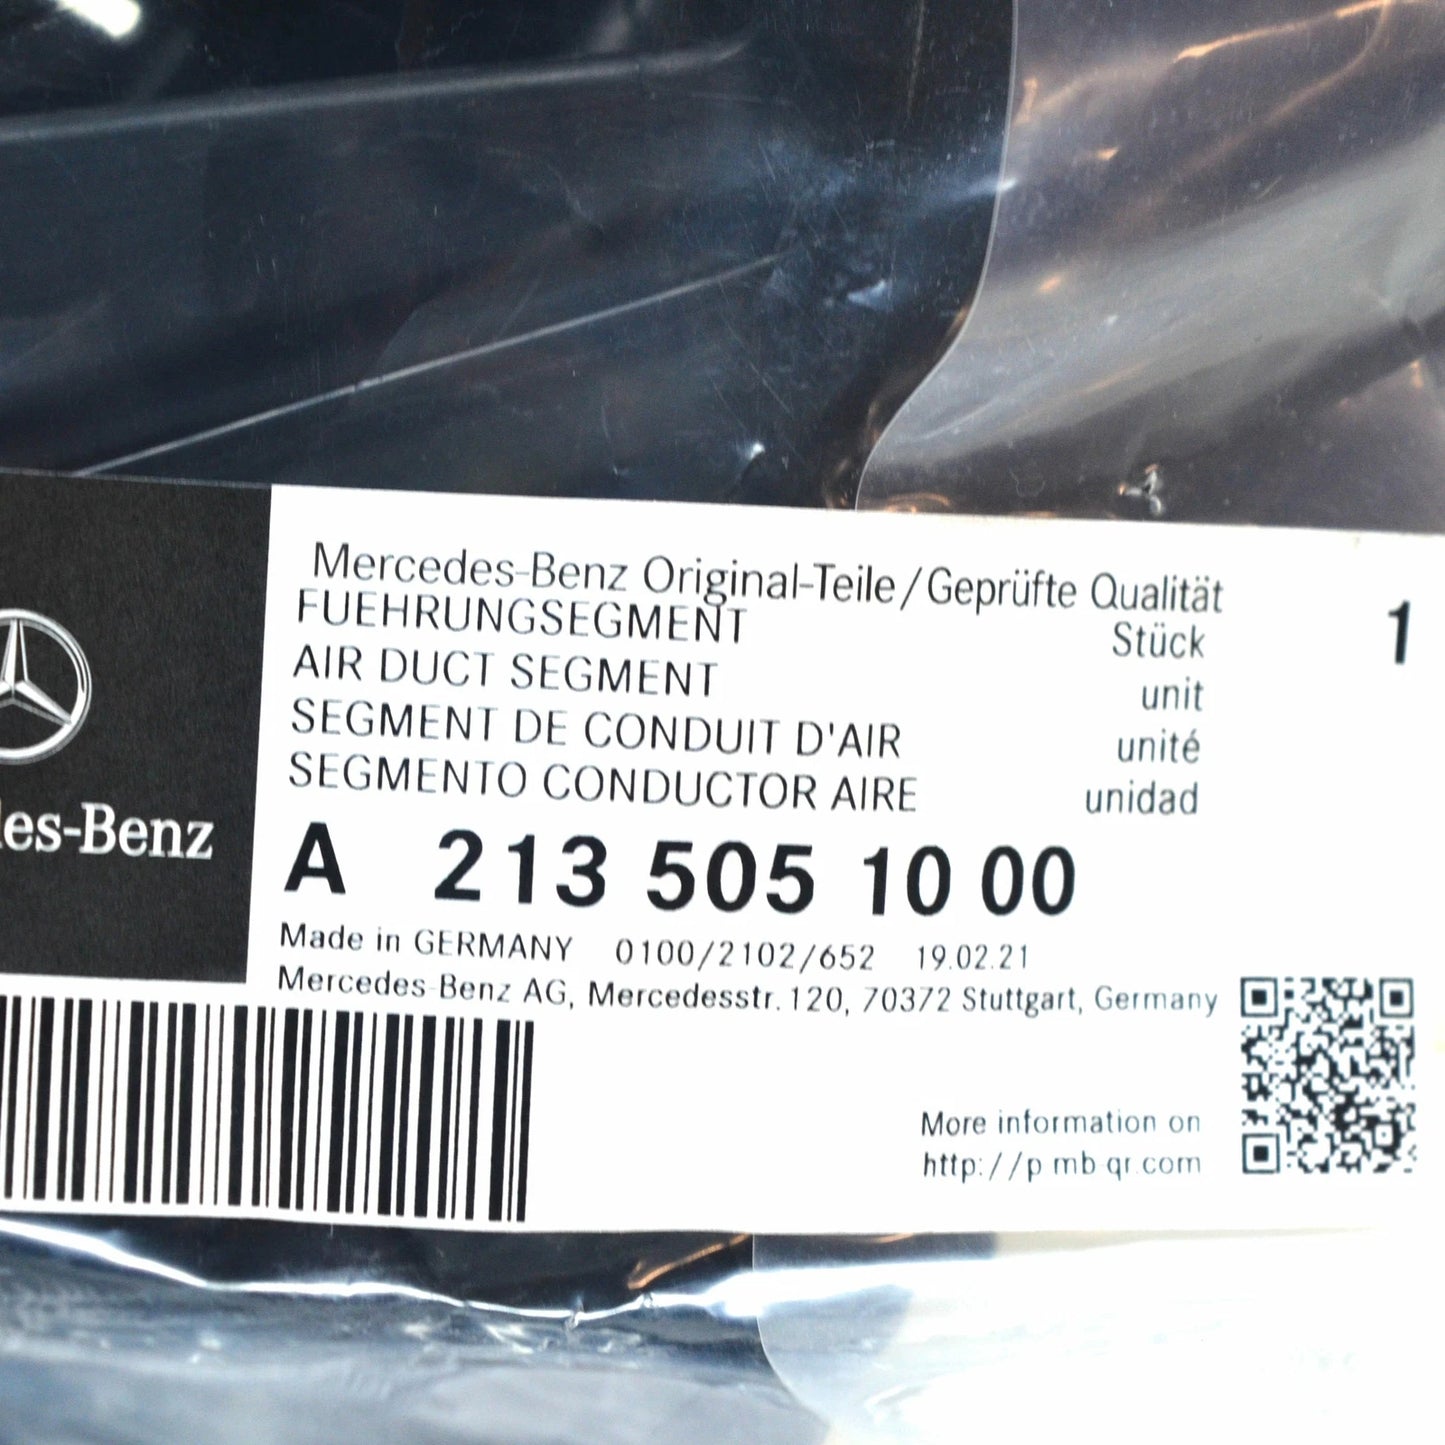 Mercedes-Benz Original-Teile/Geprüfte Qualität
FUEHRUNGSEGMENT Stück 1
AIR DUCT SEGMENT unit
SEGMENT DE CONDUIT D'AIR unité
SEGMENTO CONDUCTOR AIRE unidad
des-Benz
A 213 505 10 00
Made in GERMANY 0100/2102/652 19.02.21
Mercedes-Benz AG, Mercedesstr. 120, 70372 Stuttgart, Germany
More information on
http://p.mb-qr.com